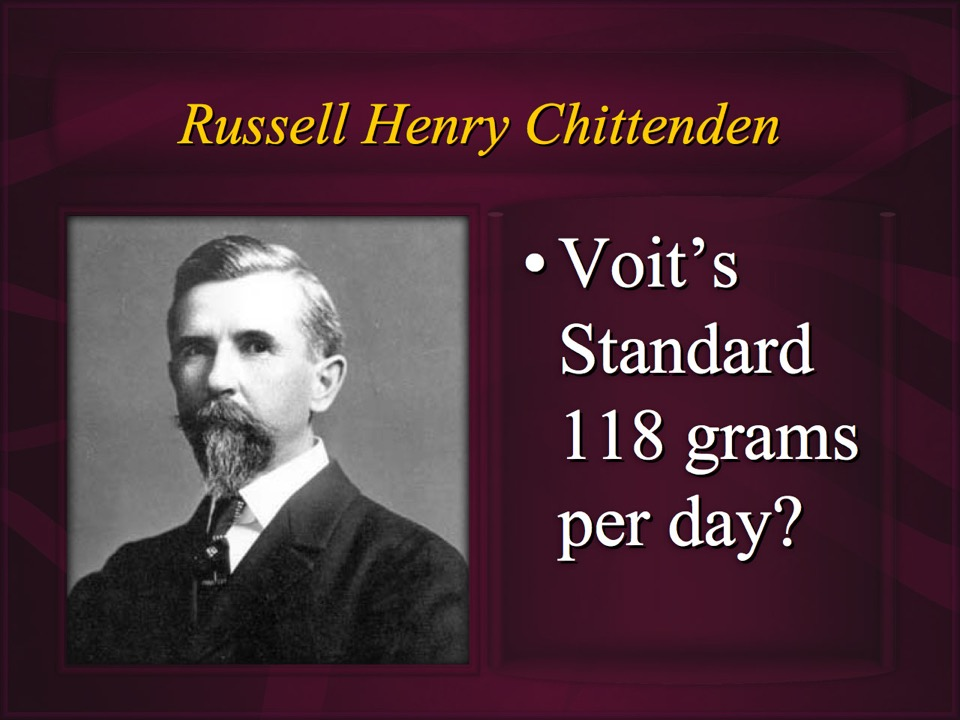 Russell Henry Chittenden
• Voit’s
Standard
118 grams
per day?